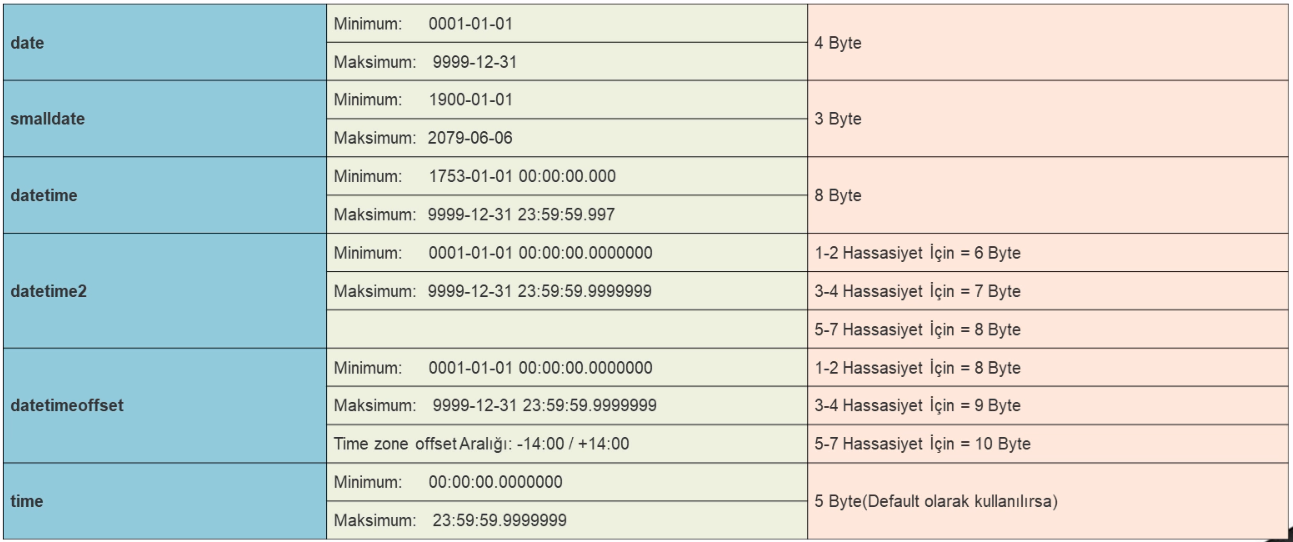 date
Minimum: 0001-01-01
4 Byte
Maksimum: 9999-12-31
smalldate
Minimum: 1900-01-01
3 Byte
Maksimum: 2079-06-06
datetime
Minimum: 1753-01-01 00:00:00.000
8 Byte
Maksimum: 9999-12-31 23:59:59.997
datetime2
Minimum: 0001-01-01 00:00:00.0000000
1-2 Hassasiyet İçin = 6 Byte
Maksimum: 9999-12-31 23:59:59.9999999
3-4 Hassasiyet İçin = 7 Byte
5-7 Hassasiyet İçin = 8 Byte
datetimeoffset
Minimum: 0001-01-01 00:00:00.0000000
1-2 Hassasiyet İçin = 8 Byte
Maksimum: 9999-12-31 23:59:59.9999999
3-4 Hassasiyet İçin = 9 Byte
Time zone offset Aralığı: -14:00 / +14:00
5-7 Hassasiyet İçin = 10 Byte
time
Minimum: 00:00:00.0000000
5 Byte(Default olarak kullanılırsa)
Maksimum: 23:59:59.9999999